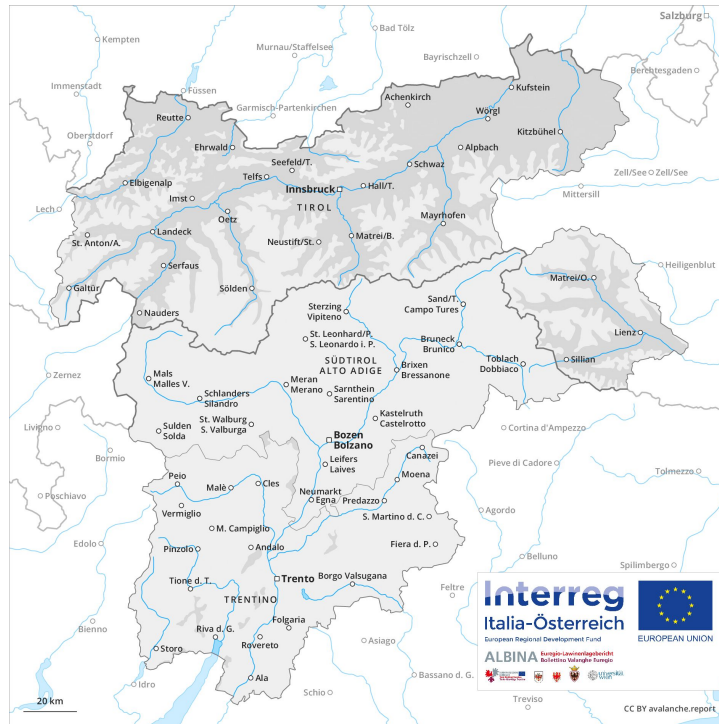 Salzburg
Kempten
Bad Tölz
Murnau/Staffelsee
Bayrischzell
Berchtesgaden
Füssen
Immenstadt
Garmisch-Partenkirchen
Achenkirch
Kufstein
Reutte
Wörgl
Oberstdorf
Kitzbühel
Ehrwald
Alpbach
Seefeld/T.
Schwaz
Telfs
Zell/See
Zell/See
Elbigenalp
Innsbruck
Hall/T.
Mittersill
Imst
TIROL
Lech
Oetz
Mayrhofen
Landeck
St. Anton/A.
Neustift/St.
Matrei/B.
Serfaus
Heiligenblut
Matrei/O.
Galtür
Sölden
Sand/T.
Campo Tures
Nauders
Sterzing
Vipiteno
Lienz
St. Leonhard/P.
S. Leonardo i. P.
Bruneck
Brunico
SÜDTIROL
ALTO ADIGE
Toblach
Dobbiaco
Sillian
Brixen
Bressanone
Zernez
Mals
Malles V.
Meran
Merano
Sarnthein
Sarentino
Schlanders
Silandro
Kastelruth
Castelrotto
St. Walburg
S. Valburga
Livigno
Sulden
Solda
Cortina d'Ampezzo
Bozen
Bolzano
Bormio
Canazei
Leifers
Laives
Pieve di Cadore
Peio
Moena
Tolmezzo
Malè
Cles
Poschiavo
Neumarkt
Egna
Predazzo
Vermiglio
Agordo
S. Martino d. C.
M. Campiglio
Edolo
Fiera d. P.
Pinzolo
Andalo
Belluno
Spilimbergo
Tione d. T.
Trento
Borgo Valsugana
Feltre
TRENTINO
Folgaria
Bienno
Riva d. G.
Rovereto
Asiago
Storo
Ala
Idro
Schio
Bassano d. G.
Treviso
Interreg
Italia-Österreich
European Regional Development Fund
EUROPEAN UNION
ALBINA
Euregio-Lawinenlagebericht
Bollettino Valanghe Euregio
universität
wien
20 km
CC BY avalanche.report